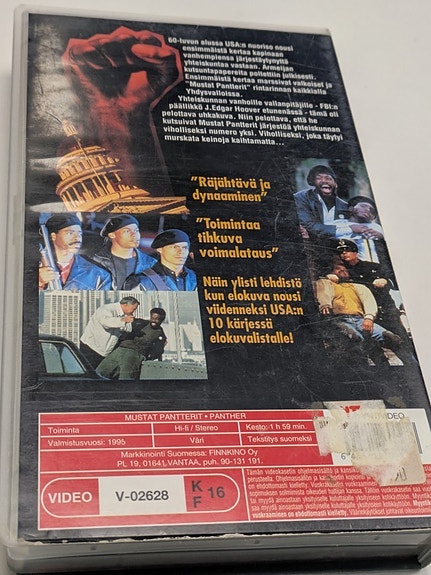 60-luvun alussa USA:n nuoriso nousi
ensimmäistä kertaa kapinaan
vanhempiensa järjestäytynyttä
yhteiskuntaa vastaan. Armeijan
kutsuntapapereita poltettiin julkisesti.
Ensimmäistä kertaa marssivat valkoiset ja
"Mustat Pantterit" rintarinnan kaikkialla
Yhdysvalloissa.
Yhteiskunnan vanhoille vallanpitäjille - FBI:n
päällikkö J.Edgar Hoover etunenässä - tämä oli
pelottava uhkakuva. Niin pelottava, että he
kutsuivat Mustat Pantterit järjestöä yhteiskunnan
viholliseksi numero yksi. Viholliseksi, joka täytyi
murskata keinoja kaihtamatta...
"Räjähtävä ja
dynaaminen"
"Toimintaa
tihkuva
voimalataus"
Näin ylisti lehdistö
kun elokuva nousi
viidenneksi USA:n
10 kärjessä
elokuvalistalle!
MUSTAT PANTTERIT • PANTHER
Toiminta Hi-fi / Stereo Kesto: 1 h 59 min.
Valmistusvuosi: 1995 Väri Tekstitys suomeksi
Markkinointi Suomessa: FINNKINO Oy
PL 19, 01641 VANTAA, puh. 90-131 191.
VIDEO V-02628 K F 16
VIDEO